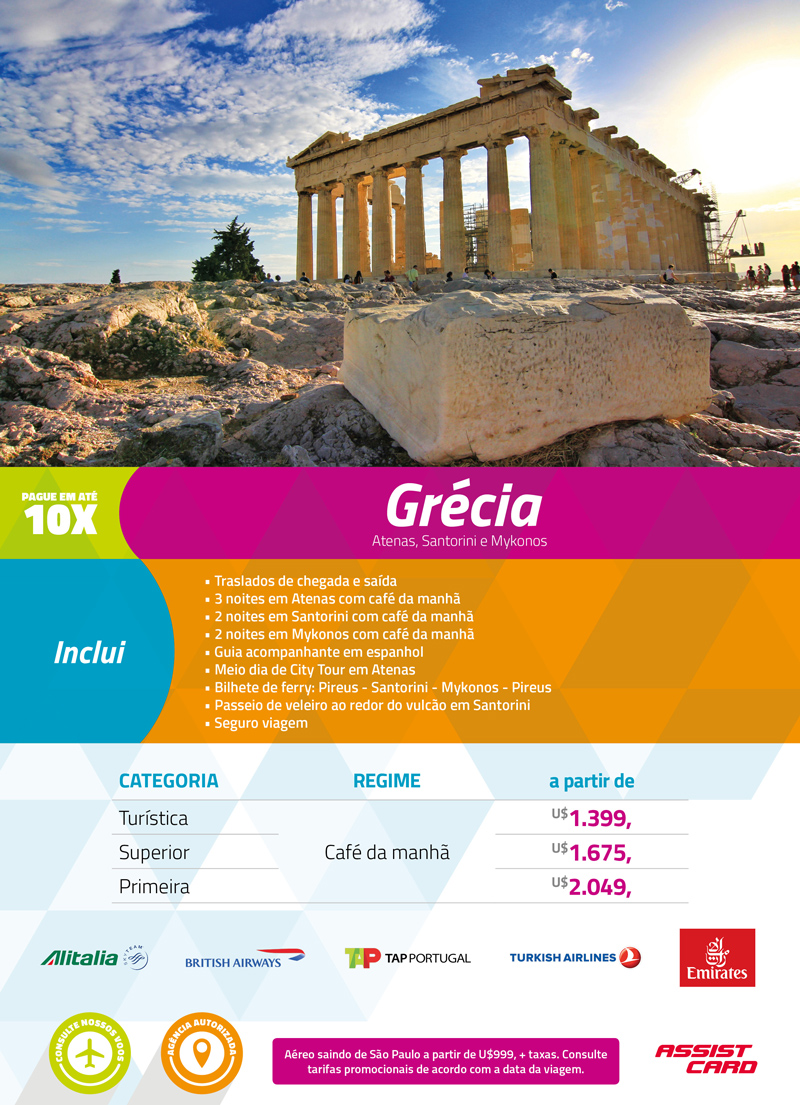 PAGUE EM ATÉ
10X
Grécia
Atenas, Santorini e Mykonos
Inclui
• Traslados de chegada e saída
• 3 noites em Atenas com café da manhã
• 2 noites em Santorini com café da manhã
• 2 noites em Mykonos com café da manhã
• Guia acompanhante em espanhol
• Meio dia de City Tour em Atenas
• Bilhete de ferry: Pireus - Santorini - Mykonos - Pireus
• Passeio de veleiro ao redor do vulcão em Santorini
• Seguro viagem
CATEGORIA REGIME a partir de
Turística U$1.399,
Superior Café da manhã U$1.675,
Primeira U$2.049,
Alitalia SKYTEAM BRITISH AIRWAYS TAP TAP PORTUGAL TURKISH AIRLINES Emirates
CONSULTE NOSSOS VOOS
AGÊNCIA AUTORIZADA
Aéreo saindo de São Paulo a partir de U$999, + taxas. Consulte
tarifas promocionais de acordo com a data da viagem.
ASSIST
CARD